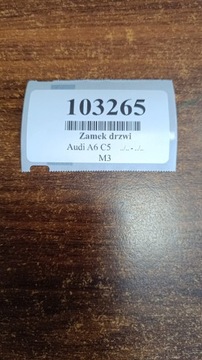 103265
Zamek drzwi
Audi A6 C5 ../.. - ../..
M3